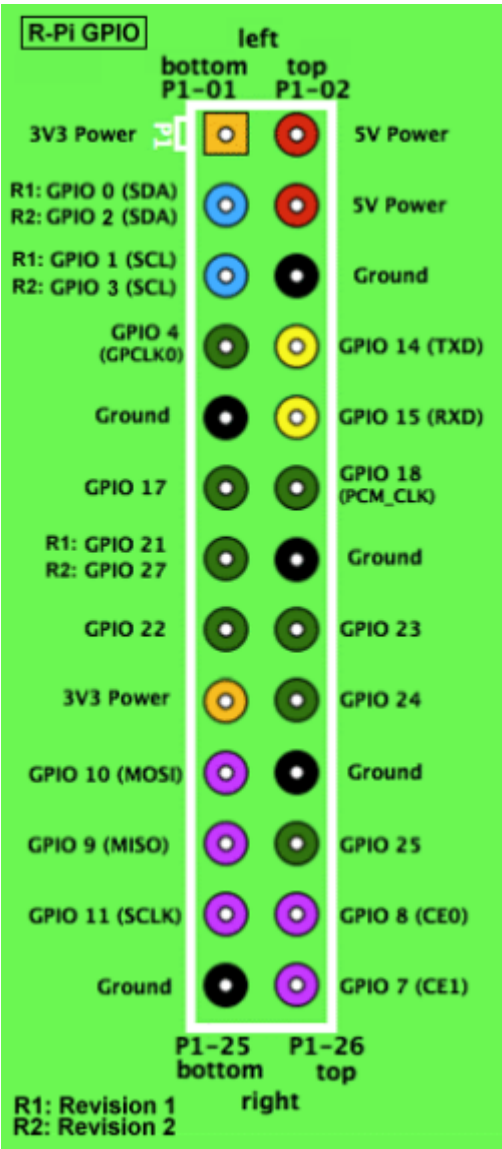 R-Pi GPIO
left
bottom top
P1-01 P1-02
3V3 Power P1 5V Power
R1: GPIO 0 (SDA)
R2: GPIO 2 (SDA) 5V Power
R1: GPIO 1 (SCL)
R2: GPIO 3 (SCL) Ground
GPIO 4
(GPCLK0) GPIO 14 (TXD)
Ground GPIO 15 (RXD)
GPIO 17 GPIO 18
(PCM_CLK)
R1: GPIO 21
R2: GPIO 27 Ground
GPIO 22 GPIO 23
3V3 Power GPIO 24
GPIO 10 (MOSI) Ground
GPIO 9 (MISO) GPIO 25
GPIO 11 (SCLK) GPIO 8 (CE0)
Ground GPIO 7 (CE1)
P1-25 P1-26
bottom top
right
R1: Revision 1
R2: Revision 2